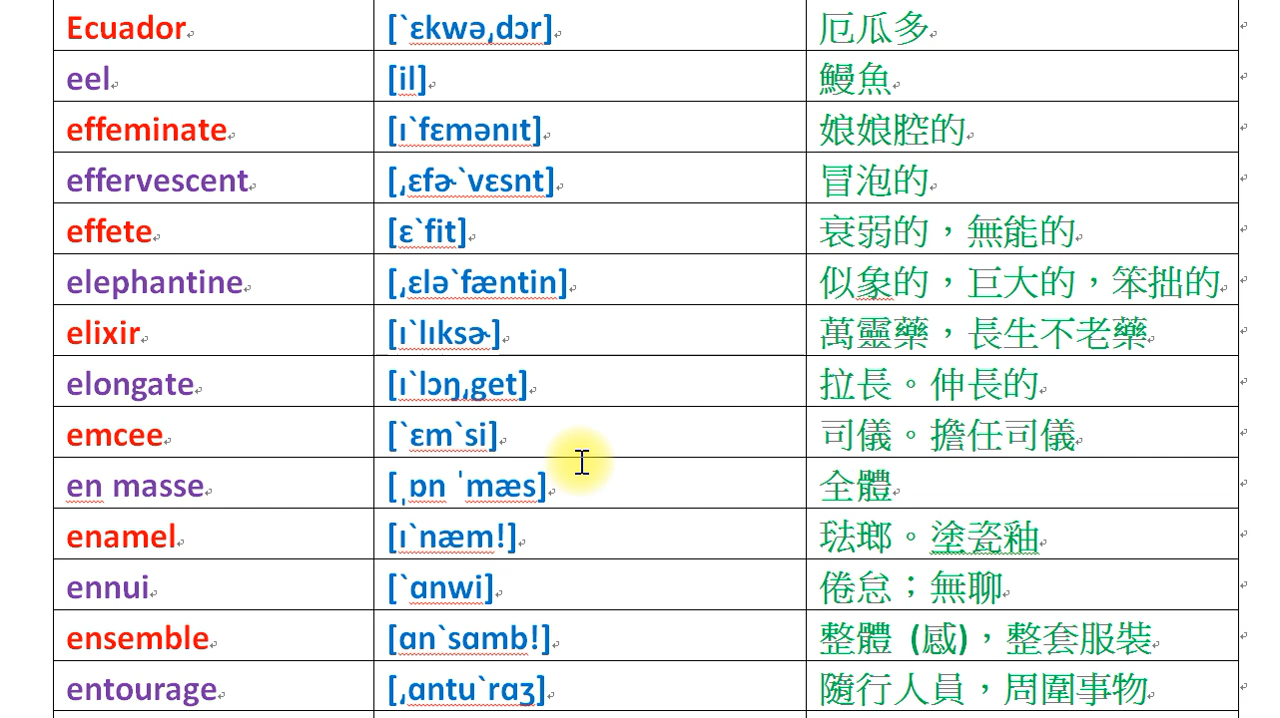 Ecuador [ˋɛkwə͵dɔr] 厄瓜多
eel [il] 鰻魚
effeminate [ɪˋfɛmənɪt] 娘娘腔的
effervescent [͵ɛfɚˋvɛsnt] 冒泡的
effete [ɛˋfit] 衰弱的，無能的
elephantine [͵ɛləˋfæntin] 似象的，巨大的，笨拙的
elixir [ɪˋlɪksɚ] 萬靈藥，長生不老藥
elongate [ɪˋlɔŋ͵get] 拉長。伸長的
emcee [ˋɛmˋsi] 司儀。擔任司儀
en masse [ˌɒn ˈmæs] 全體
enamel [ɪˋnæm!] 琺瑯。塗瓷釉
ennui [ˋɑnwi] 倦怠；無聊
ensemble [ɑnˋsɑmb!] 整體 (感)，整套服裝
entourage [͵ɑntuˋrɑʒ] 隨行人員，周圍事物